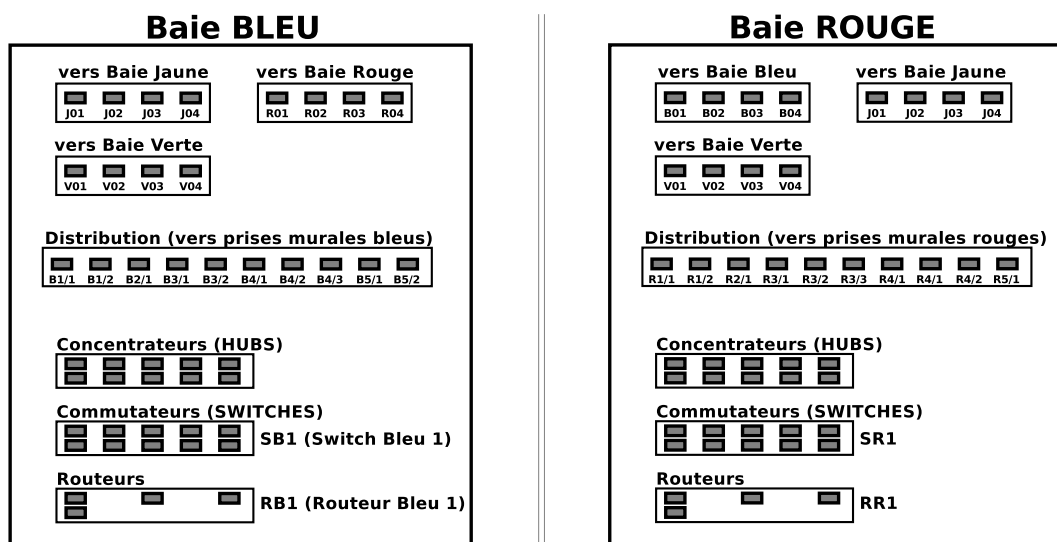 Baie BLEU
vers Baie Jaune vers Baie Rouge
J01 J02 J03 J04 R01 R02 R03 R04
vers Baie Verte
V01 V02 V03 V04
Distribution (vers prises murales bleus)
B1/1 B1/2 B2/1 B3/1 B3/2 B4/1 B4/2 B4/3 B5/1 B5/2
Concentrateurs (HUBS)
Commutateurs (SWITCHES)
SB1 (Switch Bleu 1)
Routeurs
RB1 (Routeur Bleu 1)
Baie ROUGE
vers Baie Bleu vers Baie Jaune
B01 B02 B03 B04 J01 J02 J03 J04
vers Baie Verte
V01 V02 V03 V04
Distribution (vers prises murales rouges)
R1/1 R1/2 R2/1 R3/1 R3/2 R3/3 R4/1 R4/1 R4/2 R5/1
Concentrateurs (HUBS)
Commutateurs (SWITCHES)
SR1
Routeurs
RR1